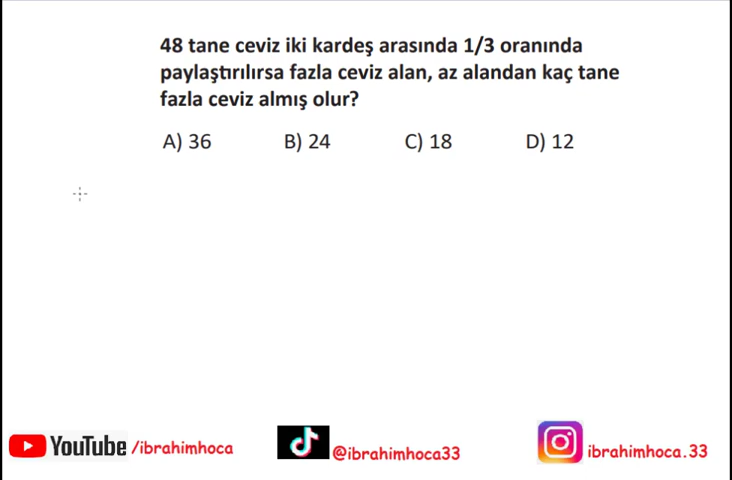 48 tane ceviz iki kardeş arasında 1/3 oranında
paylaştırılırsa fazla ceviz alan, az alandan kaç tane
fazla ceviz almış olur?
A) 36 B) 24 C) 18 D) 12
YouTube /ibrahimhoca @ibrahimhoca33 ibrahimhoca.33